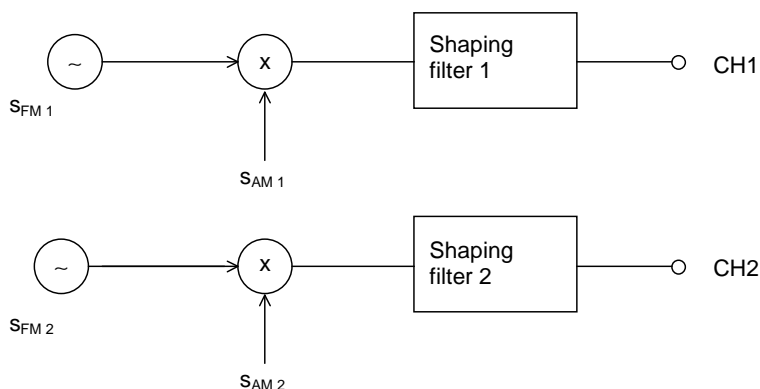 ~
x
Shaping
filter 1
CH1
sFM 1
sAM 1
~
x
Shaping
filter 2
CH2
sFM 2
sAM 2